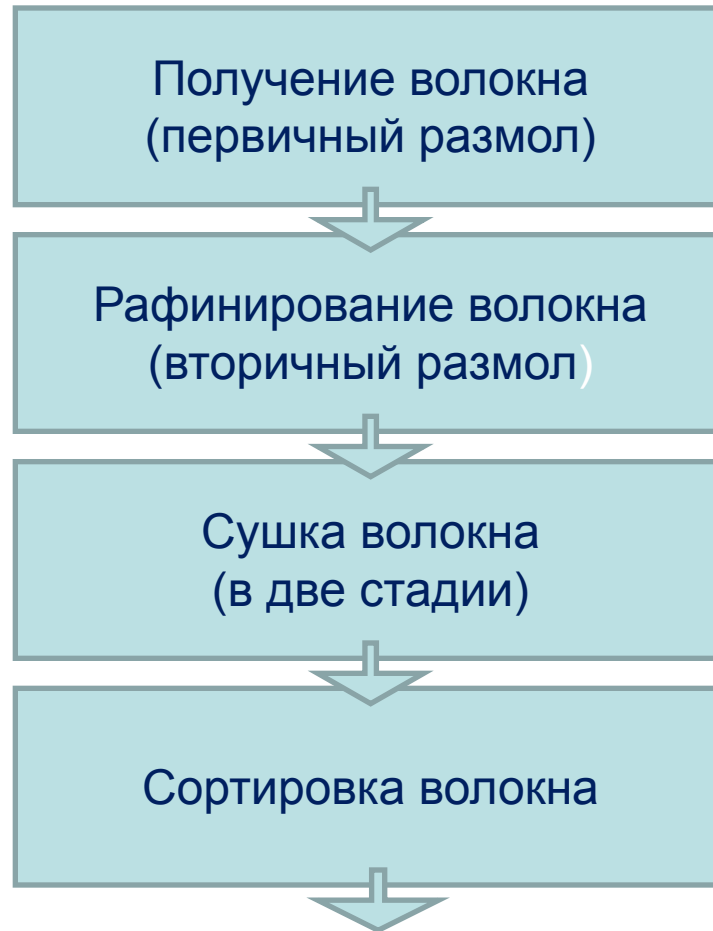 Получение волокна
(первичный размол)
Рафинирование волокна
(вторичный размол)
Сушка волокна
(в две стадии)
Сортировка волокна